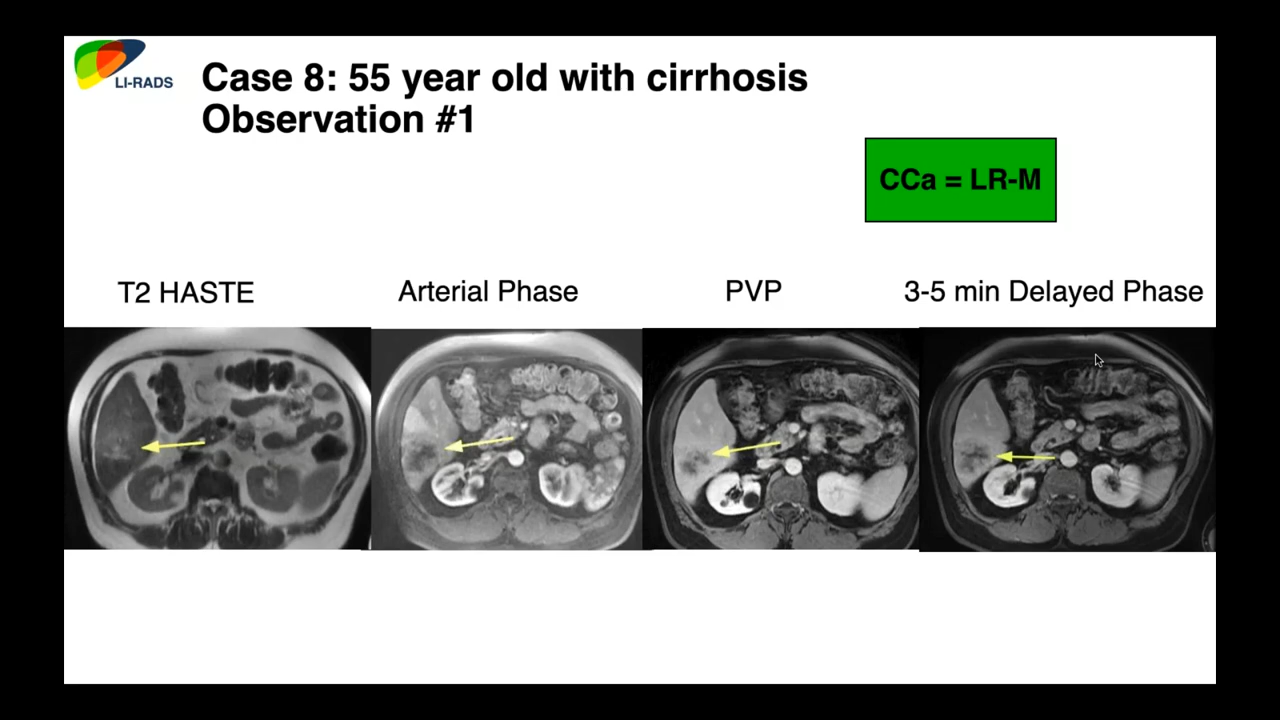 LI-RADS
Case 8: 55 year old with cirrhosis
Observation #1
CCa = LR-M
T2 HASTE
Arterial Phase
PVP
3-5 min Delayed Phase